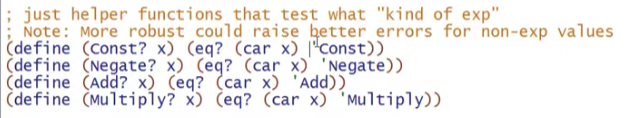 ; just helper functions that test what "kind of exp"
; Note: More robust could raise better errors for non-exp values
(define (Const? x) (eq? (car x) 'Const))
(define (Negate? x) (eq? (car x) 'Negate))
(define (Add? x) (eq? (car x) 'Add))
(define (Multiply? x) (eq? (car x) 'Multiply))